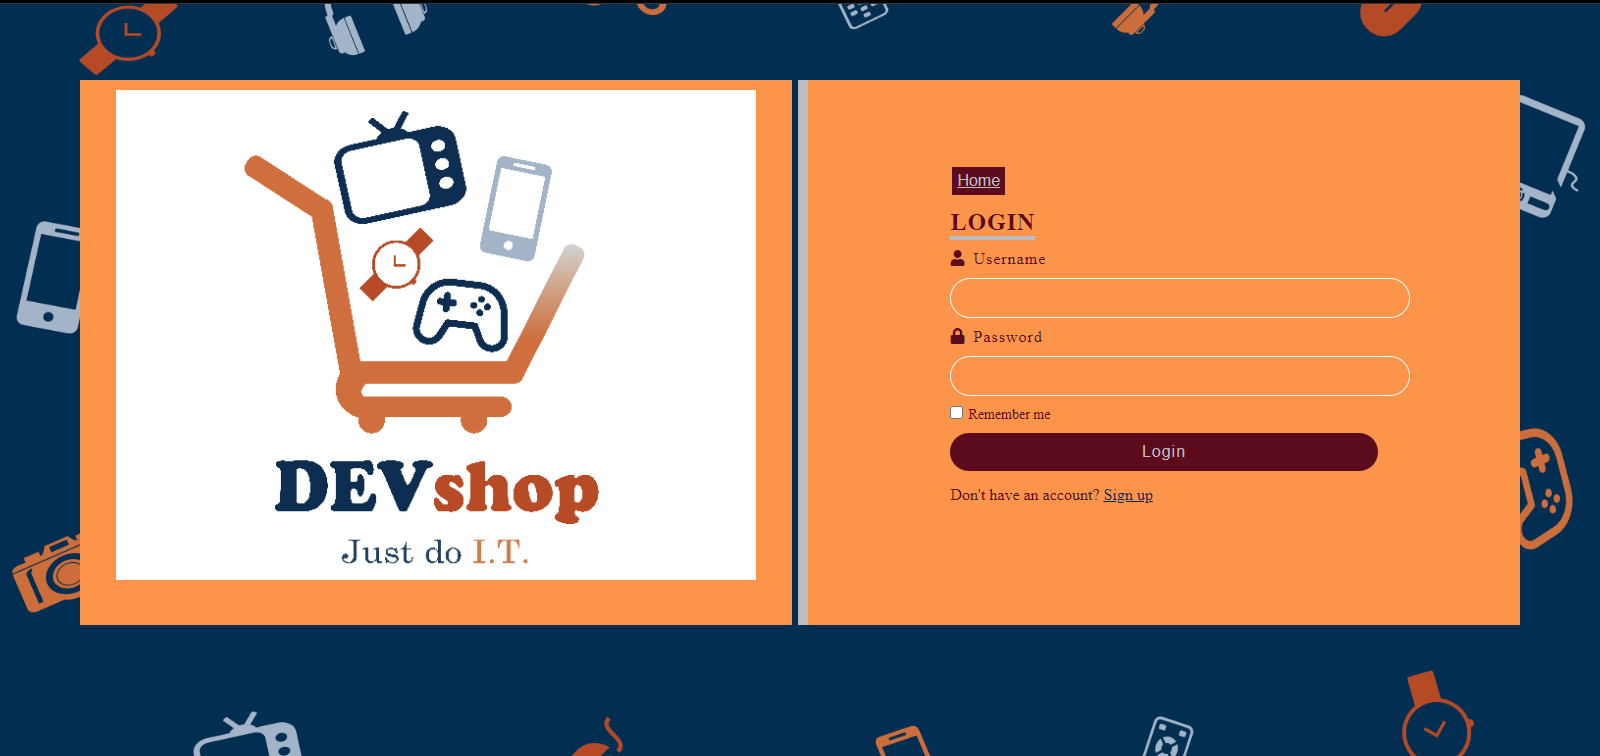 DEVshop
Just do I.T.
Home
LOGIN
Username
Password
Remember me
Login
Don't have an account? Sign up